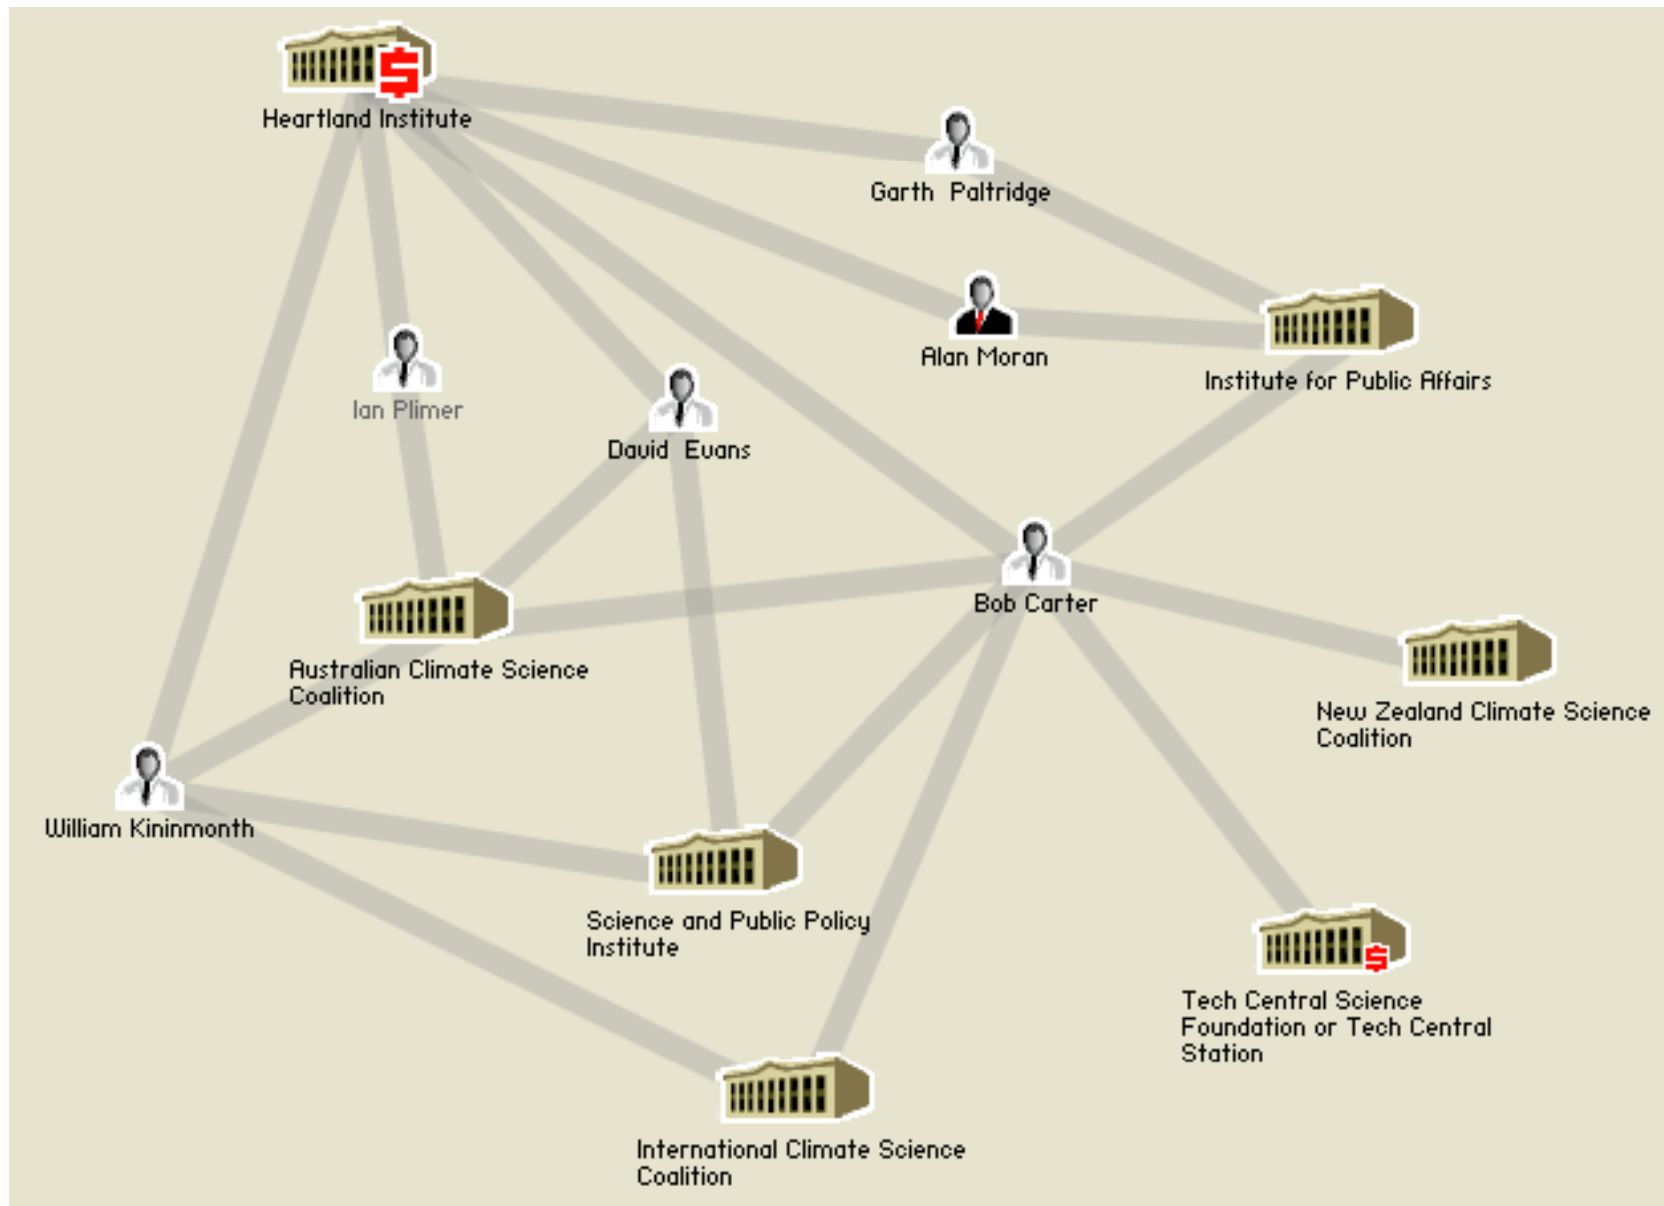 Heartland Institute
Garth Paltridge
Alan Moran
Institute for Public Affairs
Ian Plimer
David Evans
Bob Carter
Australian Climate Science
Coalition
New Zealand Climate Science
Coalition
William Kininmonth
Science and Public Policy
Institute
Tech Central Science
Foundation or Tech Central
Station
International Climate Science
Coalition